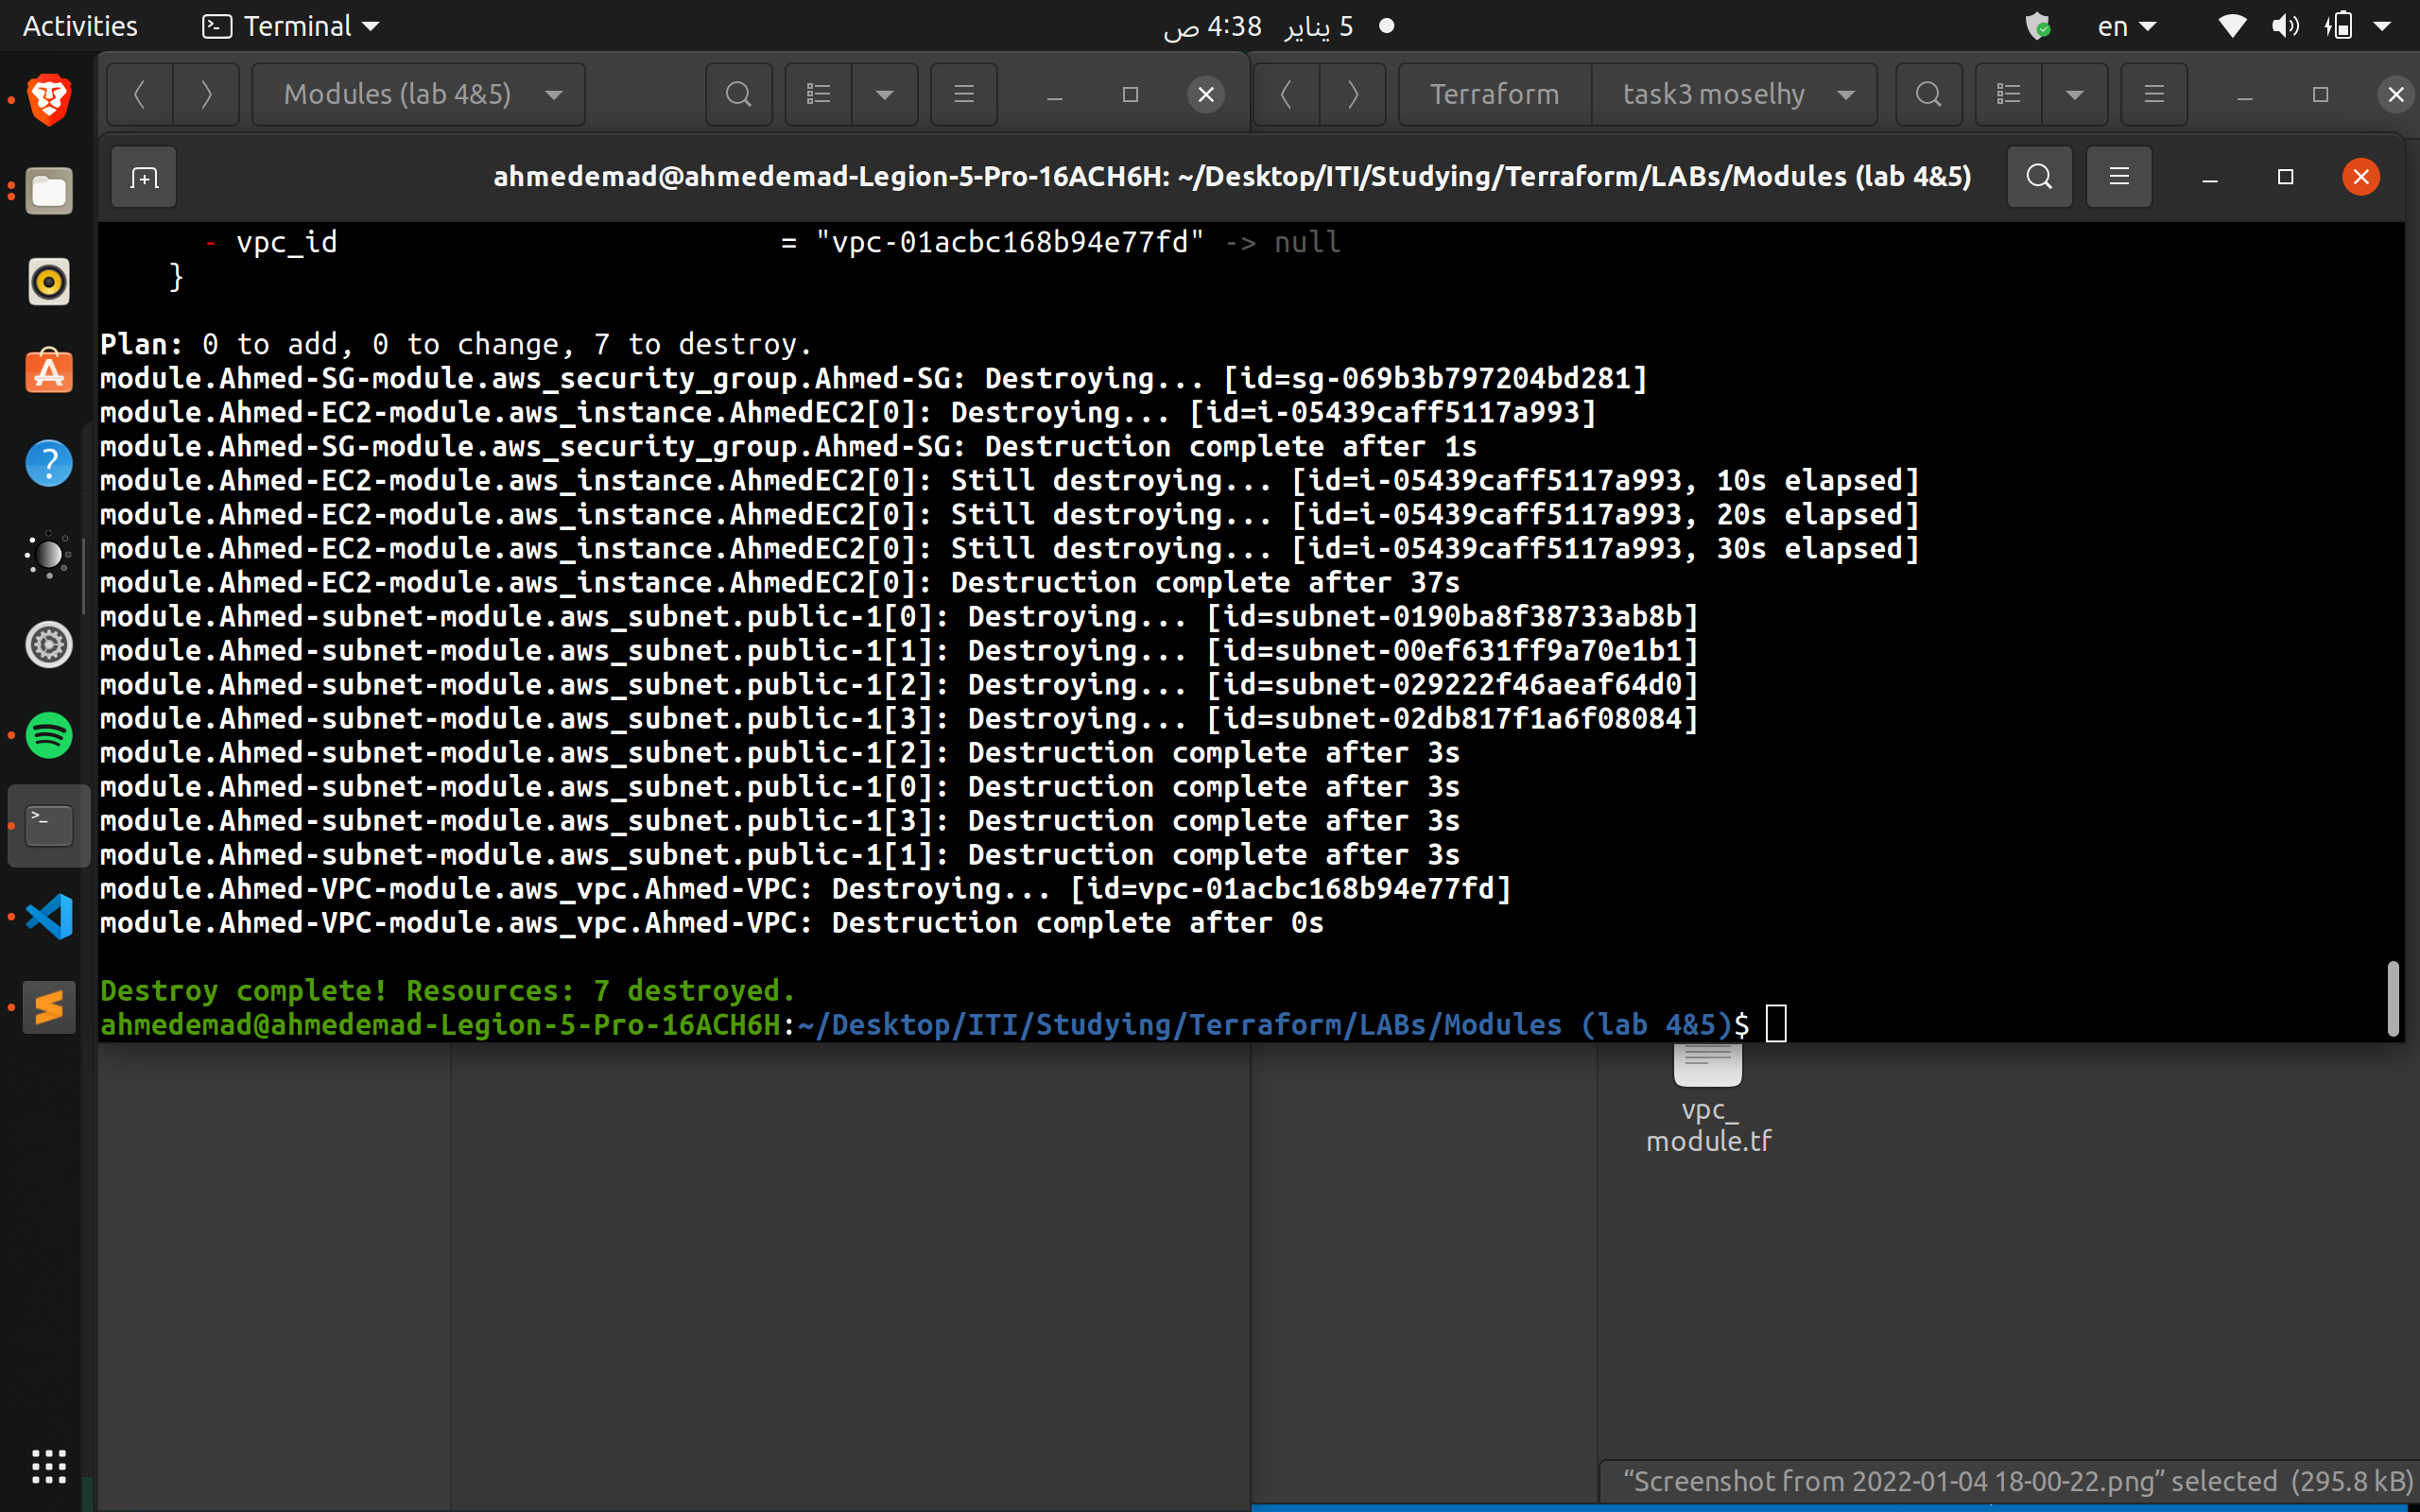 Activities
Terminal
5 يناير 4:38 ص
en
Modules (lab 4&5)
Terraform
task3 moselhy
ahmedemad@ahmedemad-Legion-5-Pro-16ACH6H: ~/Desktop/ITI/Studying/Terraform/LABs/Modules (lab 4&5)
- vpc_id = "vpc-01acbc168b94e77fd" -> null
}
Plan: 0 to add, 0 to change, 7 to destroy.
module.Ahmed-SG-module.aws_security_group.Ahmed-SG: Destroying... [id=sg-069b3b797204bd281]
module.Ahmed-EC2-module.aws_instance.AhmedEC2[0]: Destroying... [id=i-05439caff5117a993]
module.Ahmed-SG-module.aws_security_group.Ahmed-SG: Destruction complete after 1s
module.Ahmed-EC2-module.aws_instance.AhmedEC2[0]: Still destroying... [id=i-05439caff5117a993, 10s elapsed]
module.Ahmed-EC2-module.aws_instance.AhmedEC2[0]: Still destroying... [id=i-05439caff5117a993, 20s elapsed]
module.Ahmed-EC2-module.aws_instance.AhmedEC2[0]: Still destroying... [id=i-05439caff5117a993, 30s elapsed]
module.Ahmed-EC2-module.aws_instance.AhmedEC2[0]: Destruction complete after 37s
module.Ahmed-subnet-module.aws_subnet.public-1[0]: Destroying... [id=subnet-0190ba8f38733ab8b]
module.Ahmed-subnet-module.aws_subnet.public-1[1]: Destroying... [id=subnet-00ef631ff9a70e1b1]
module.Ahmed-subnet-module.aws_subnet.public-1[2]: Destroying... [id=subnet-029222f46aeaf64d0]
module.Ahmed-subnet-module.aws_subnet.public-1[3]: Destroying... [id=subnet-02db817f1a6f08084]
module.Ahmed-subnet-module.aws_subnet.public-1[2]: Destruction complete after 3s
module.Ahmed-subnet-module.aws_subnet.public-1[0]: Destruction complete after 3s
module.Ahmed-subnet-module.aws_subnet.public-1[3]: Destruction complete after 3s
module.Ahmed-subnet-module.aws_subnet.public-1[1]: Destruction complete after 3s
module.Ahmed-VPC-module.aws_vpc.Ahmed-VPC: Destroying... [id=vpc-01acbc168b94e77fd]
module.Ahmed-VPC-module.aws_vpc.Ahmed-VPC: Destruction complete after 0s
Destroy complete! Resources: 7 destroyed.
ahmedemad@ahmedemad-Legion-5-Pro-16ACH6H:~/Desktop/ITI/Studying/Terraform/LABs/Modules (lab 4&5)$
vpc_
module.tf
“Screenshot from 2022-01-04 18-00-22.png” selected (295.8 kB)